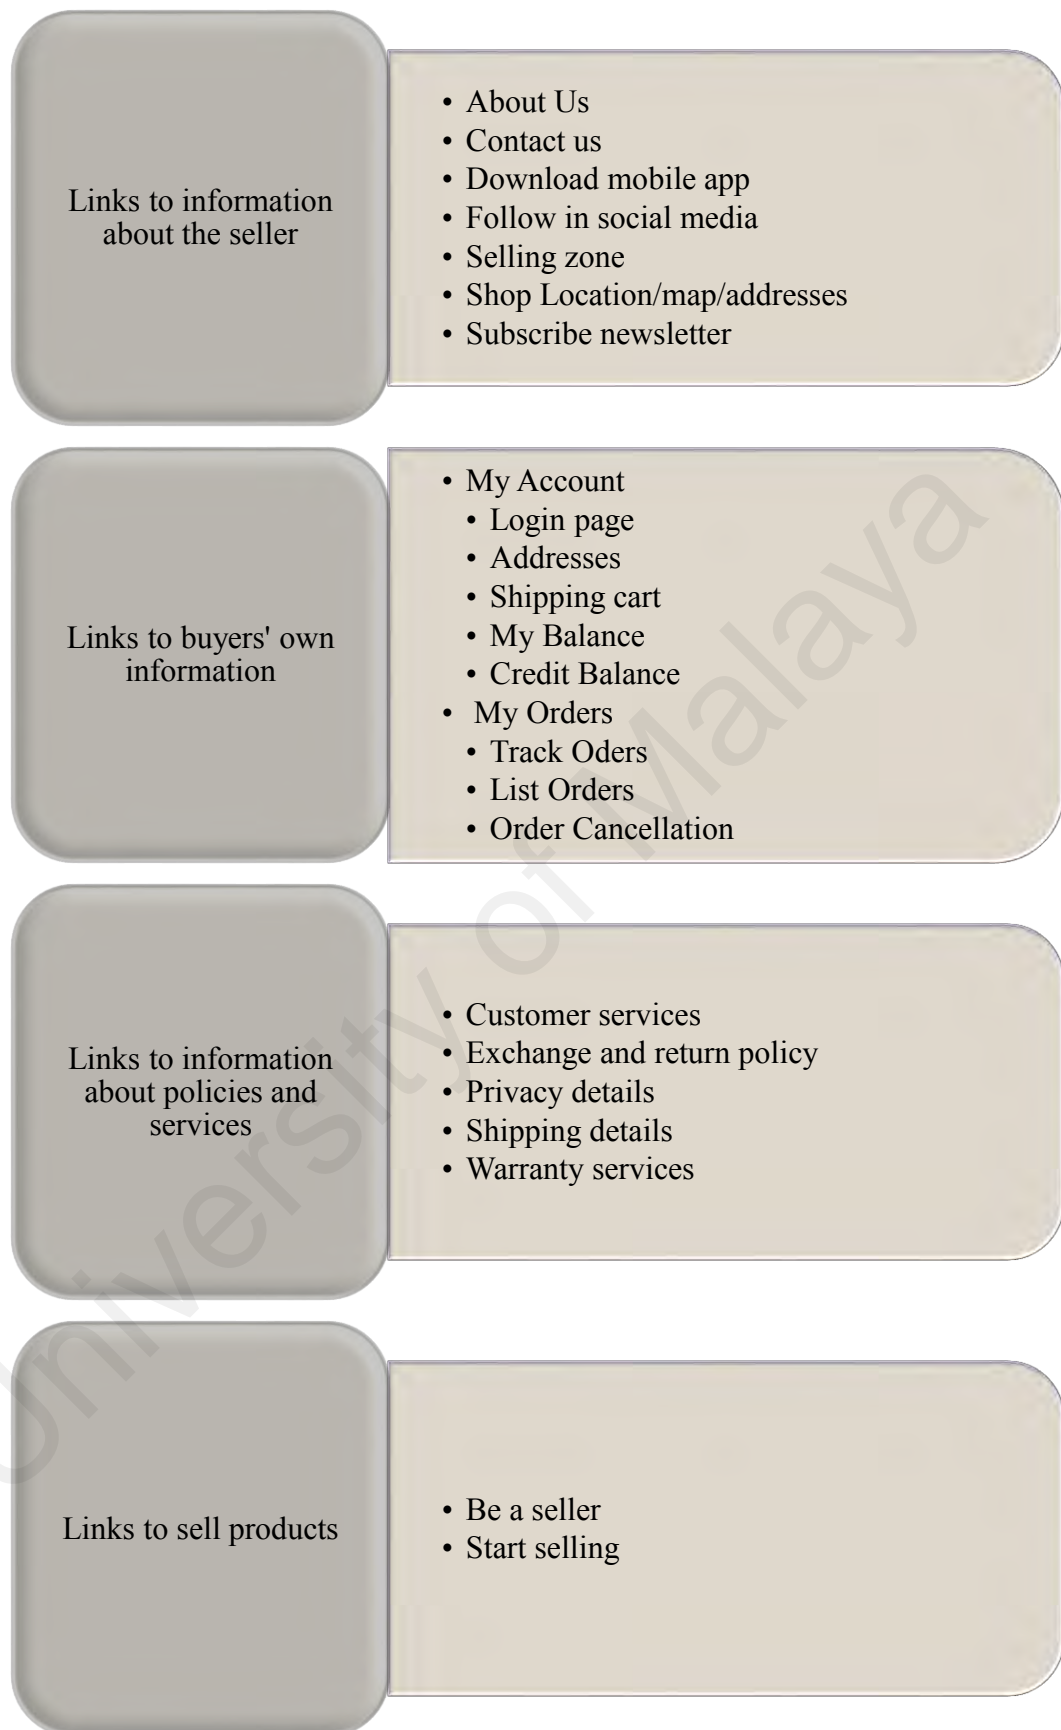 Links to information
about the seller
• About Us
• Contact us
• Download mobile app
• Follow in social media
• Selling zone
• Shop Location/map/addresses
• Subscribe newsletter
Links to buyers' own
information
• My Account
• Login page
• Addresses
• Shipping cart
• My Balance
• Credit Balance
• My Orders
• Track Oders
• List Orders
• Order Cancellation
Links to information
about policies and
services
• Customer services
• Exchange and return policy
• Privacy details
• Shipping details
• Warranty services
Links to sell products
• Be a seller
• Start selling
University of Malaya